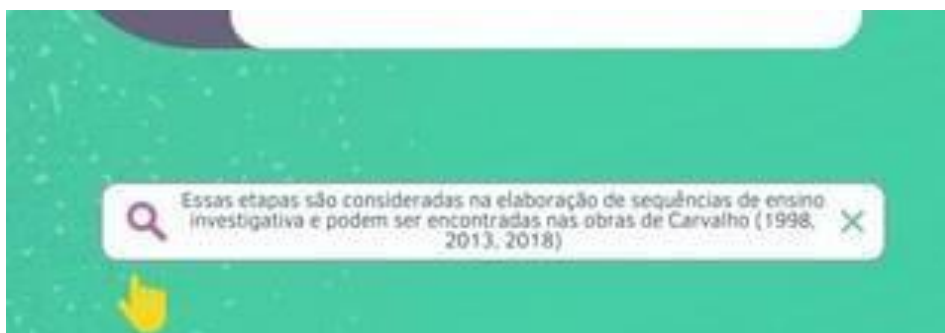 Essas etapas são consideradas na elaboração de sequências de ensino
investigativa e podem ser encontradas nas obras de Carvalho (1998,
2013, 2018)